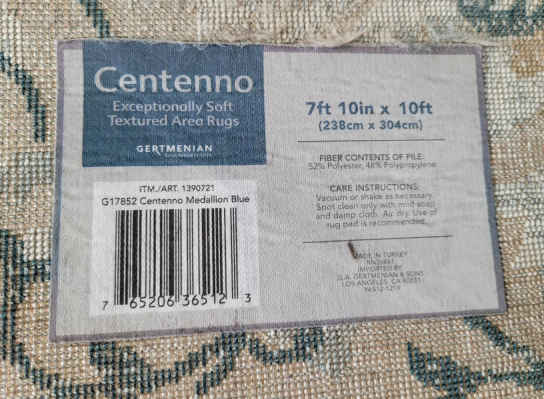 Centenno
Exceptionally Soft
Textured Area Rugs
GERTMENIAN
ITM./ART. 1390721
G17852 Centenno Medallion Blue
7 65206 36512 3
7ft 10in x 10ft
(238cm x 304cm)
FIBER CONTENTS OF PILE:
52% Polyester, 48% Polypropylene
CARE INSTRUCTIONS:
Vacuum or shake as necessary.
Spot clean only with mild soap
and damp cloth. Air dry. Use of
rug pad is recommended.
MADE IN TURKEY
IMPORTED BY
GERTMENIAN & SONS
LOS ANGELES, CA